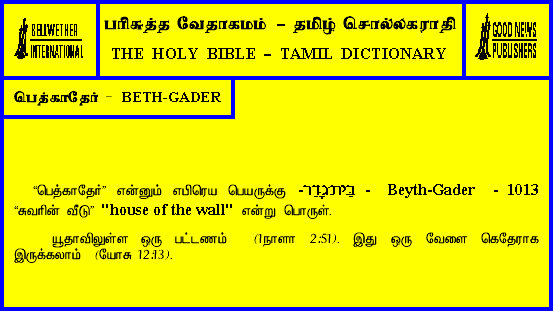 BELLWETHER
INTERNATIONAL
பரிசுத்த வேதாகமம் – தமிழ் சொல்லகராதி
THE HOLY BIBLE – TAMIL DICTIONARY
GOOD NEWS
PUBLISHERS
பெத்காதேர் – BETH-GADER
“பெத்காதேர்” என்னும் எபிரெய பெயருக்கு - - Beyth-Gader - 1013
“சுவரின் வீடு” "house of the wall" என்று பொருள்.
யூதாவிலுள்ள ஒரு பட்டணம் (1நாளா 2:51). இது ஒரு வேளை கெதேராக
இருக்கலாம் (யோசு 12:13).